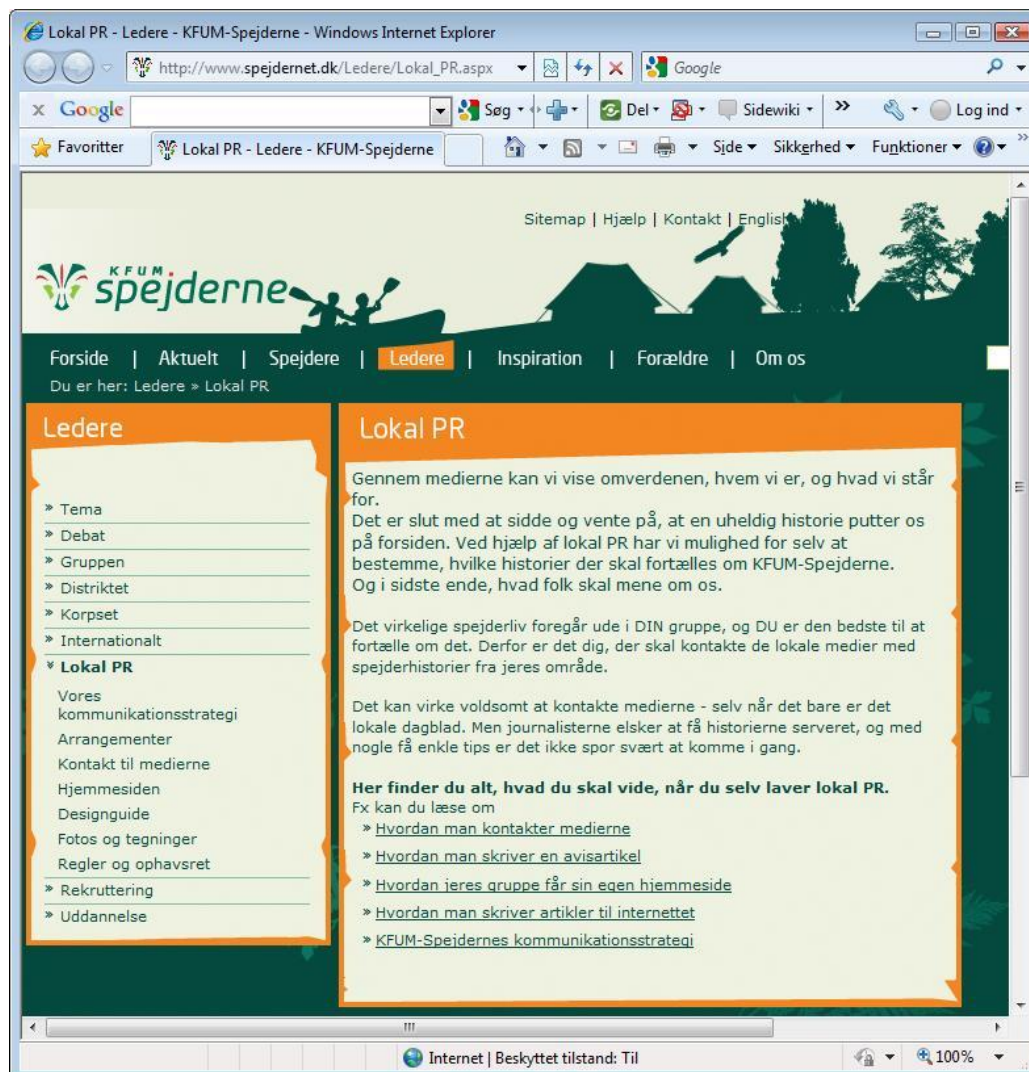 Lokal PR - Ledere - KFUM-Spejderne - Windows Internet Explorer
http://www.spejdernet.dk/Ledere/Lokal_PR.aspx
Google
x Google
Søg
Del
Sidewiki
»
Log ind
Favoritter
Lokal PR - Ledere - KFUM-Spejderne
Side
Sikkerhed
Funktioner
»
Sitemap | Hjælp | Kontakt | English
KFUM
spejderne
Forside | Aktuelt | Spejdere | Ledere | Inspiration | Forældre | Om os
Du er her: Ledere » Lokal PR
Ledere
» Tema
» Debat
» Gruppen
» Distriktet
» Korpset
» Internationalt
Lokal PR
Vores
kommunikationsstrategi
Arrangementer
Kontakt til medierne
Hjemmesiden
Designguide
Fotos og tegninger
Regler og ophavsret
» Rekruttering
» Uddannelse
Lokal PR
Gennem medierne kan vi vise omverdenen, hvem vi er, og hvad vi står
for.
Det er slut med at sidde og vente på, at en uheldig historie putter os
på forsiden. Ved hjælp af lokal PR har vi mulighed for selv at
bestemme, hvilke historier der skal fortælles om KFUM-Spejderne.
Og i sidste ende, hvad folk skal mene om os.
Det virkelige spejderliv foregår ude i DIN gruppe, og DU er den bedste til at
fortælle om det. Derfor er det dig, der skal kontakte de lokale medier med
spejderhistorier fra jeres område.
Det kan virke voldsomt at kontakte medierne - selv når det bare er det
lokale dagblad. Men journalisterne elsker at få historierne serveret, og med
nogle få enkle tips er det ikke spor svært at komme i gang.
Her finder du alt, hvad du skal vide, når du selv laver lokal PR.
Fx kan du læse om
» Hvordan man kontakter medierne
» Hvordan man skriver en avisartikel
» Hvordan jeres gruppe får sin egen hjemmeside
» Hvordan man skriver artikler til internettet
» KFUM-Spejdernes kommunikationsstrategi
Internet | Beskyttet tilstand: Til
100%